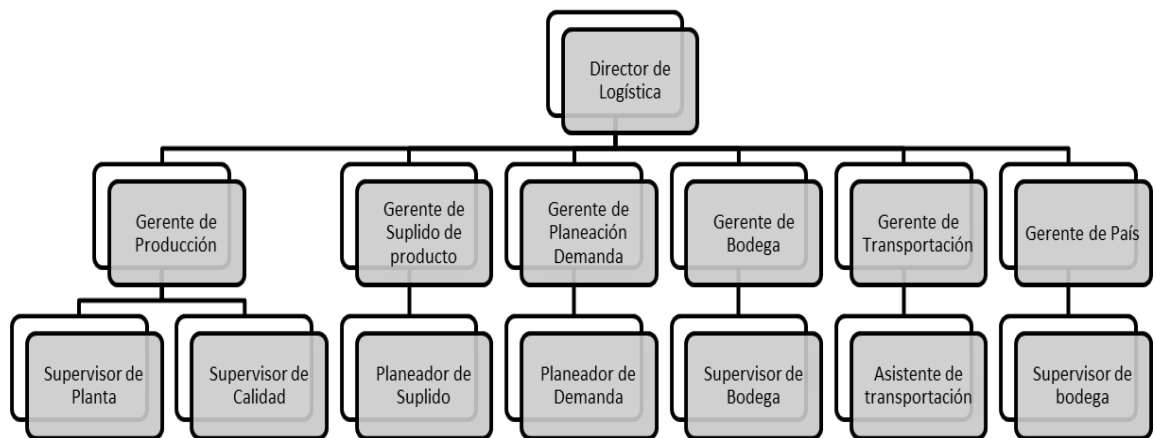 Director de
Logística
Gerente de
Producción
Gerente de
Suplido de
producto
Gerente de
Planeación
Demanda
Gerente de
Bodega
Gerente de
Transportación
Gerente de País
Supervisor de
Planta
Supervisor de
Calidad
Planeador de
Suplido
Planeador de
Demanda
Supervisor de
Bodega
Asistente de
transportación
Supervisor de
bodega